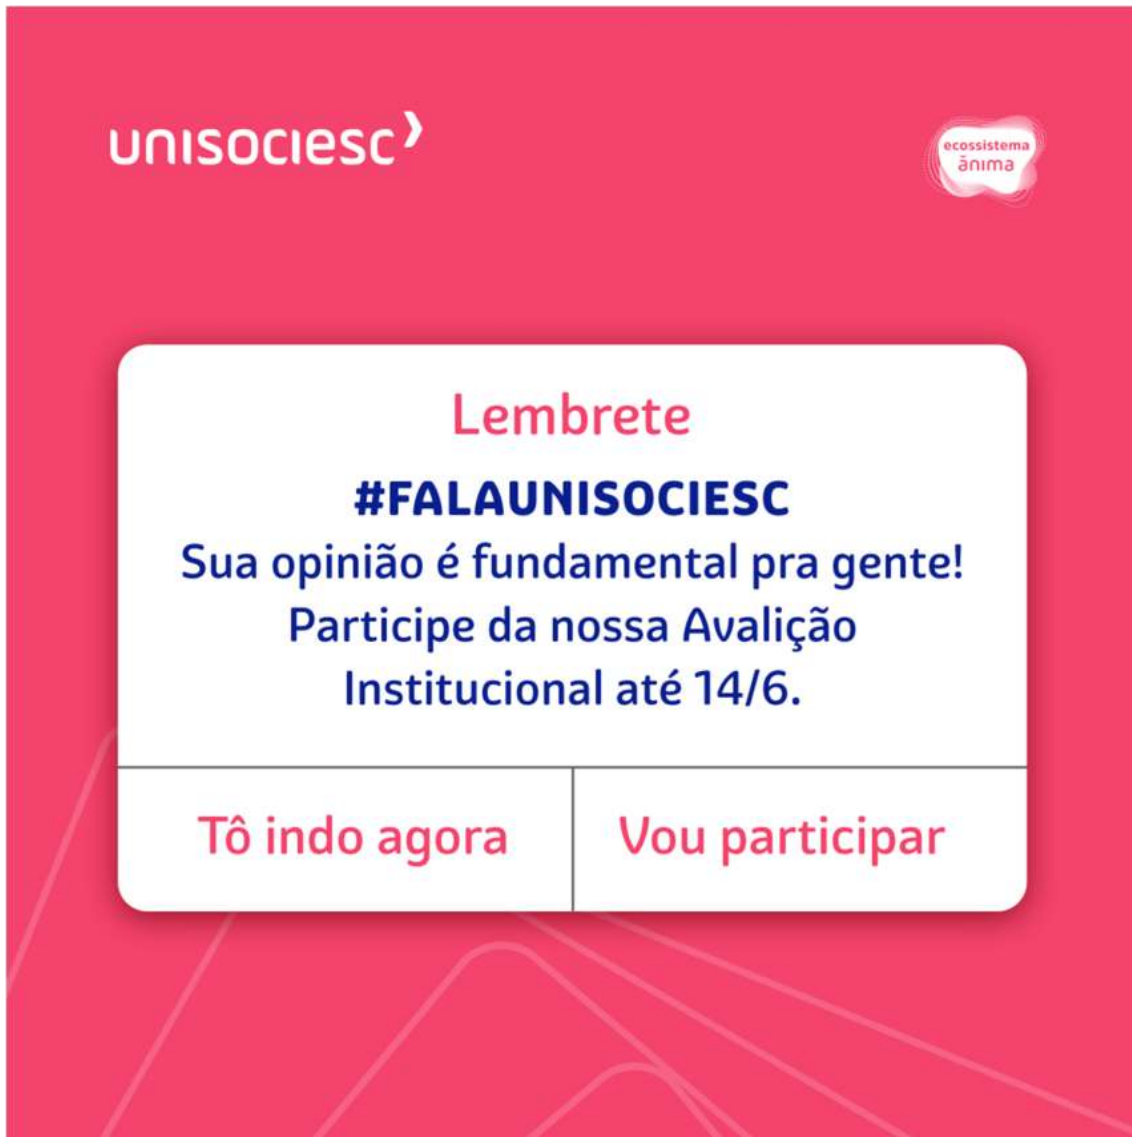 unisociesc
ecossistema
ănima
Lembrete
#FALAUNISOCIESC
Sua opinião é fundamental pra gente!
Participe da nossa Avalição
Institucional até 14/6.
Tô indo agora
Vou participar